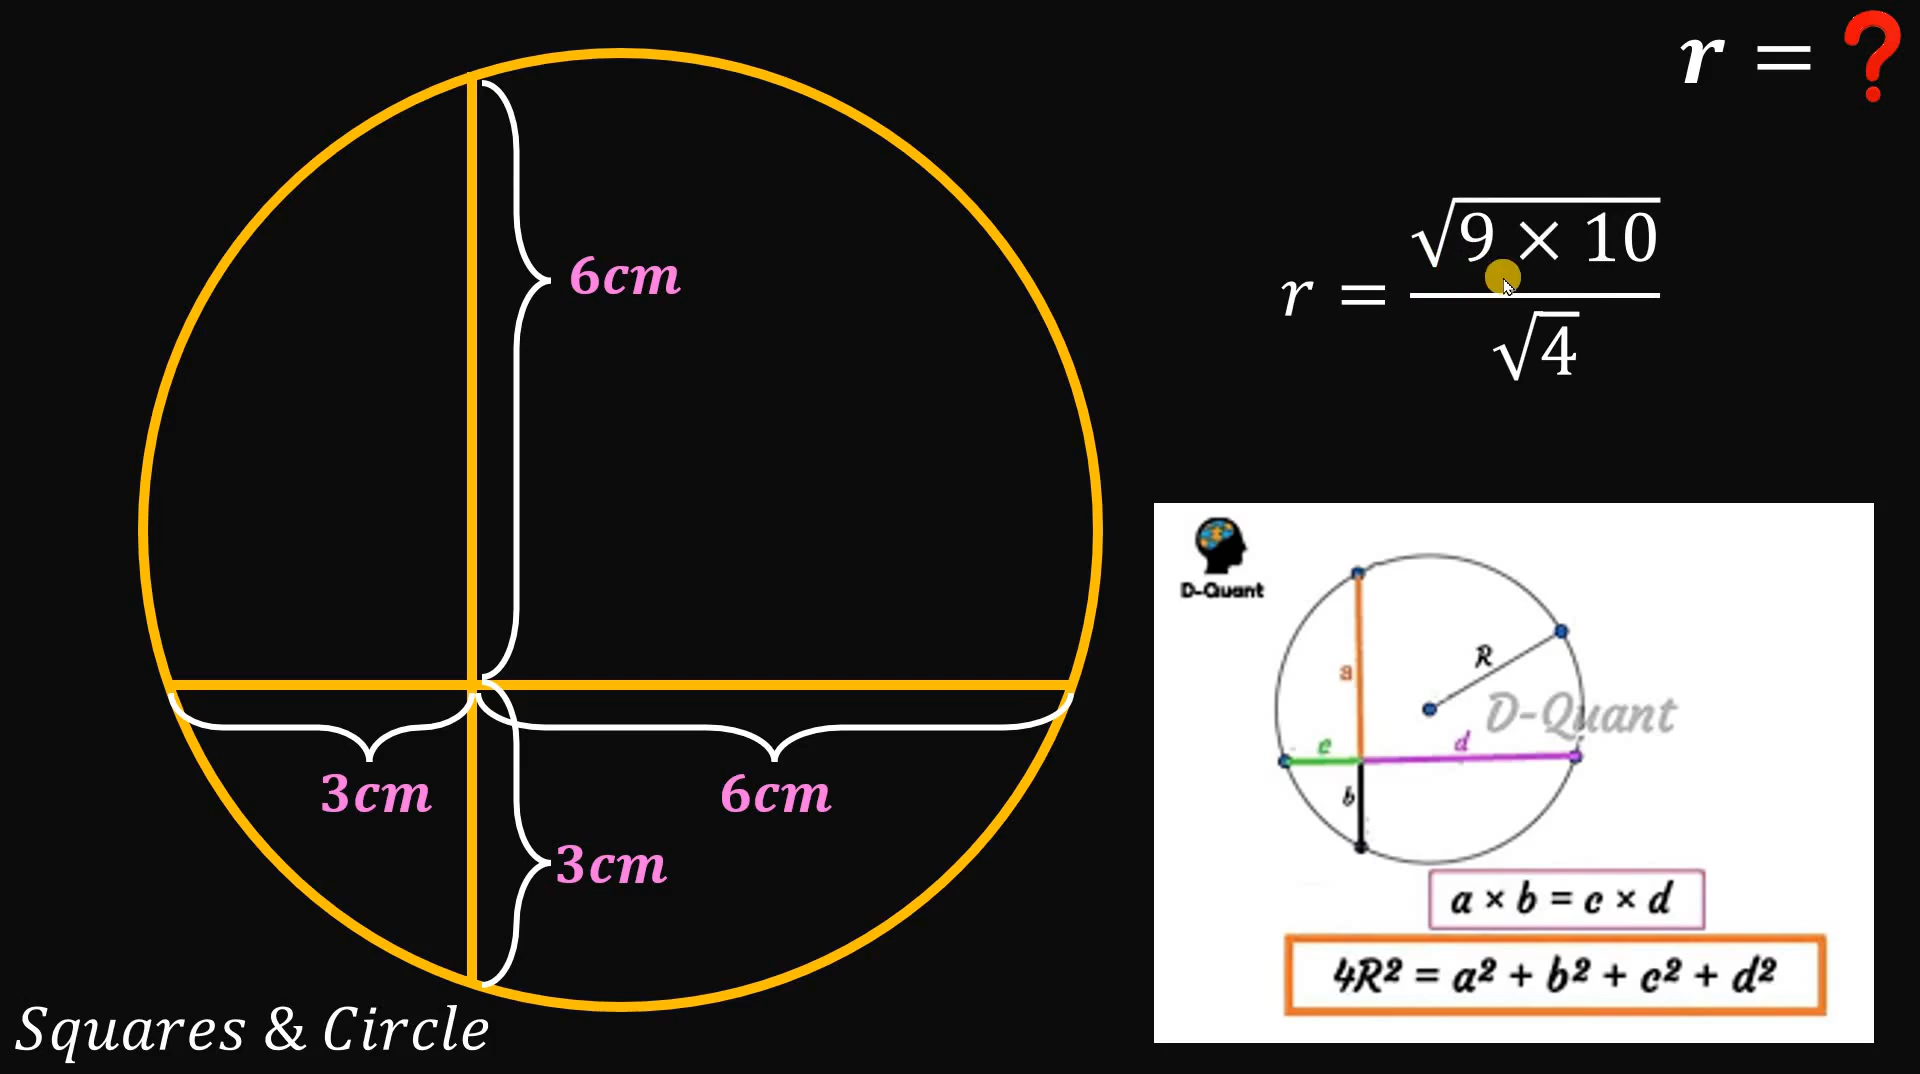 r = ❓
6cm
r = √(9 × 10) / √4
3cm
6cm
3cm
Squares & Circle
D-Quant
R
a
D-Quant
c
d
b
a × b = c × d
4R² = a² + b² + c² + d²